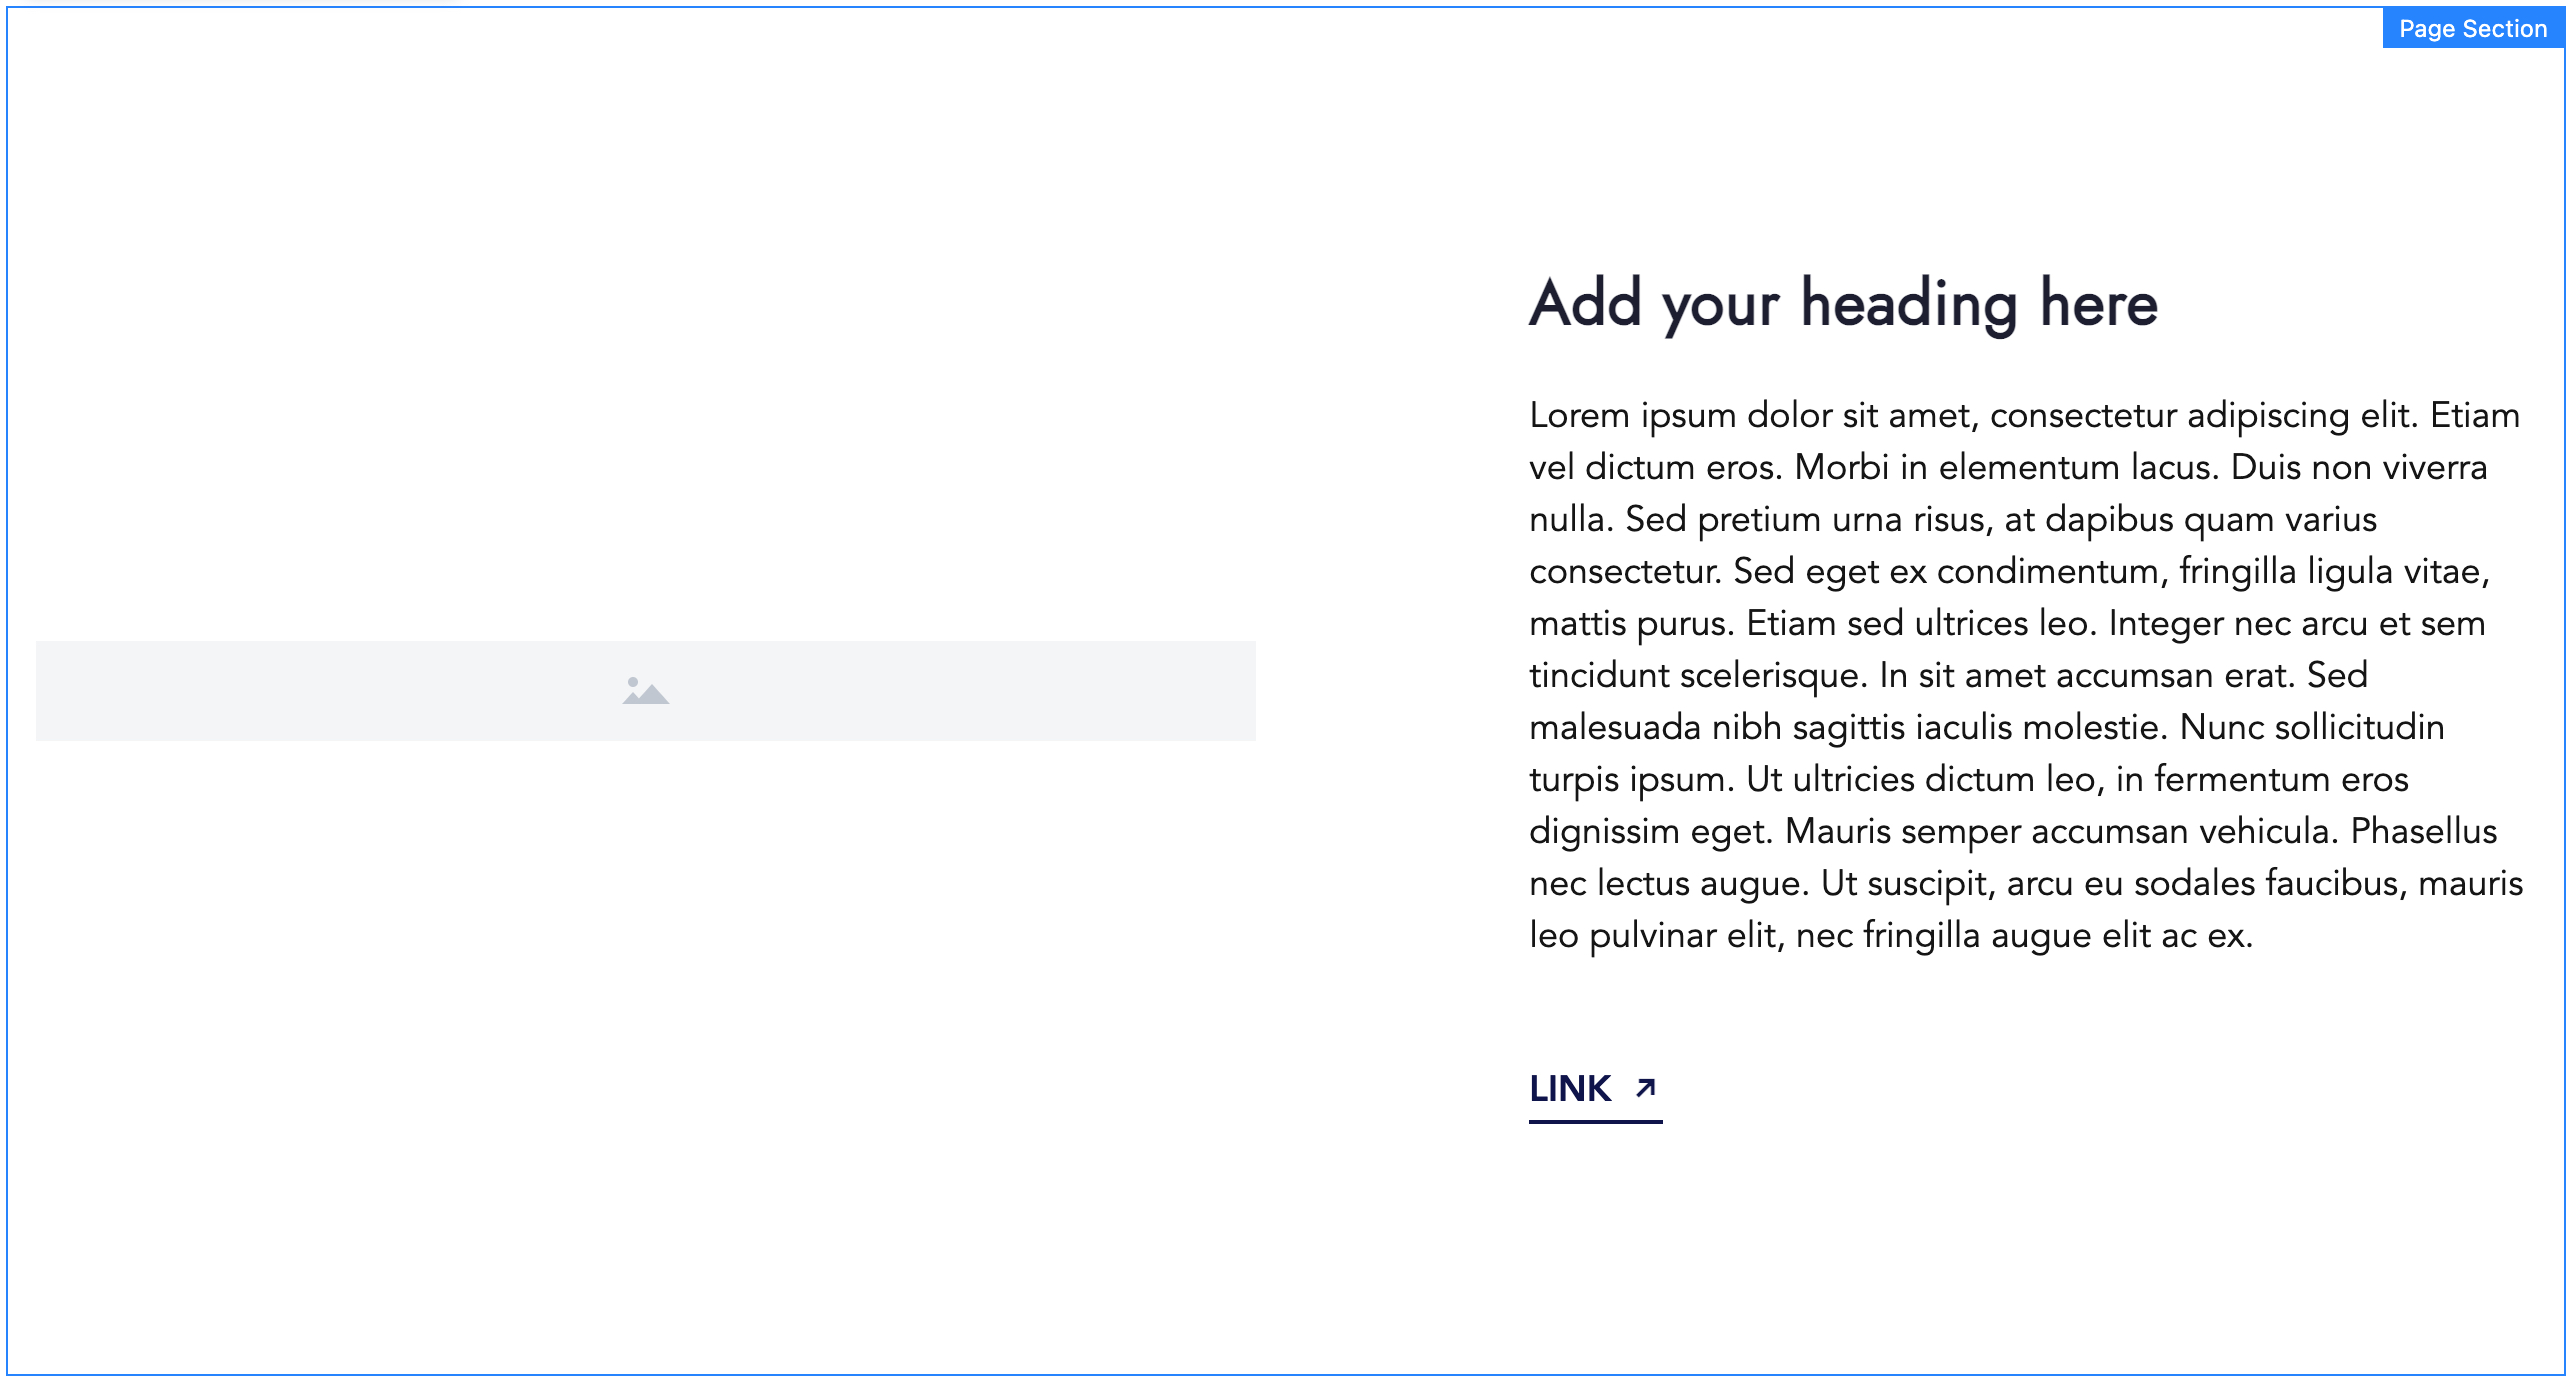 Page Section
Add your heading here
Lorem ipsum dolor sit amet, consectetur adipiscing elit. Etiam
vel dictum eros. Morbi in elementum lacus. Duis non viverra
nulla. Sed pretium urna risus, at dapibus quam varius
consectetur. Sed eget ex condimentum, fringilla ligula vitae,
mattis purus. Etiam sed ultrices leo. Integer nec arcu et sem
tincidunt scelerisque. In sit amet accumsan erat. Sed
malesuada nibh sagittis iaculis molestie. Nunc sollicitudin
turpis ipsum. Ut ultricies dictum leo, in fermentum eros
dignissim eget. Mauris semper accumsan vehicula. Phasellus
nec lectus augue. Ut suscipit, arcu eu sodales faucibus, mauris
leo pulvinar elit, nec fringilla augue elit ac ex.
LINK